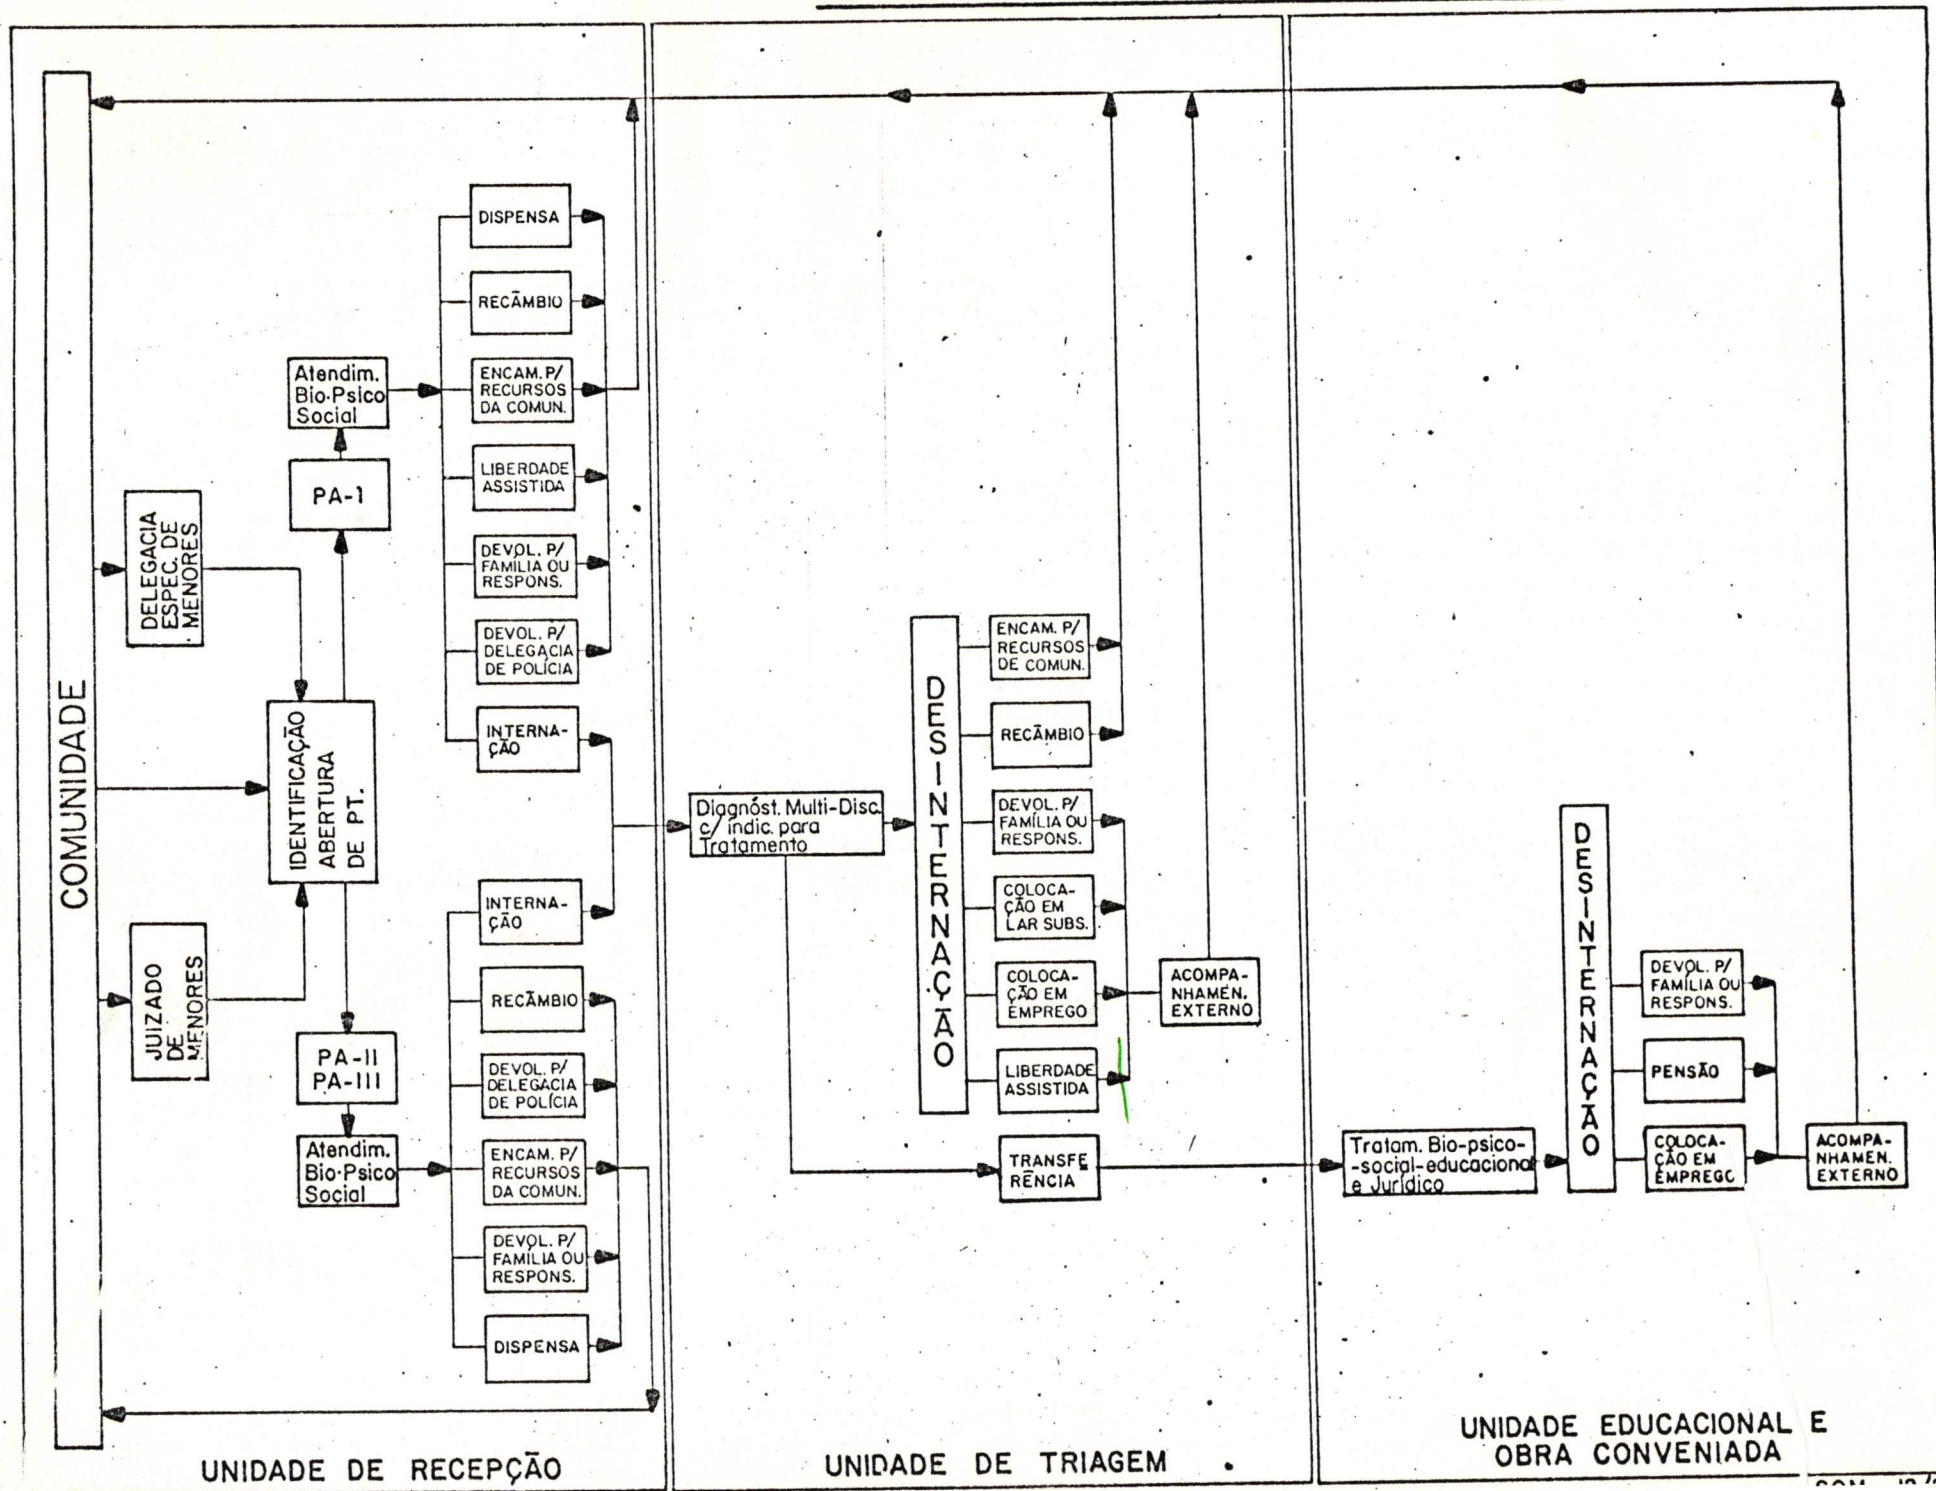 COMUNIDADE
DELEGACIA
ESPEC. DE
MENORES
JUIZADO
DE
MENORES
IDENTIFICAÇÃO
ABERTURA
DE PT.
PA-1
Atendim.
Bio-Psico
Social
PA-II
PA-III
Atendim.
Bio-Psico
Social
DISPENSA
RECÂMBIO
ENCAM. P/
RECURSOS
DA COMUN.
LIBERDADE
ASSISTIDA
DEVOL. P/
FAMÍLIA OU
RESPONS.
DEVOL. P/
DELEGACIA
DE POLÍCIA
INTERNA-
ÇÃO
INTERNA-
ÇÃO
RECÂMBIO
DEVOL. P/
DELEGACIA
DE POLÍCIA
ENCAM. P/
RECURSOS
DA COMUN.
DEVOL. P/
FAMÍLIA OU
RESPONS.
DISPENSA
UNIDADE DE RECEPÇÃO
Diagnóst. Multi-Disc.
c/ indic. para
Tratamento
DESINTERNAÇÃO
ENCAM. P/
RECURSOS
DE COMUN.
RECÂMBIO
DEVOL. P/
FAMÍLIA OU
RESPONS.
COLOCA-
ÇÃO EM
LAR SUBS.
COLOCA-
ÇÃO EM
EMPREGO
LIBERDADE
ASSISTIDA
TRANSFE
RÊNCIA
ACOMPA-
NHAMEN.
EXTERNO
UNIDADE DE TRIAGEM
Tratam. Bio-psico-
-social-educacional
e Jurídico
DESINTERNAÇÃO
DEVOL. P/
FAMÍLIA OU
RESPONS.
PENSÃO
COLOCA-
ÇÃO EM
EMPREGO
ACOMPA-
NHAMEN.
EXTERNO
UNIDADE EDUCACIONAL E
OBRA CONVENIADA